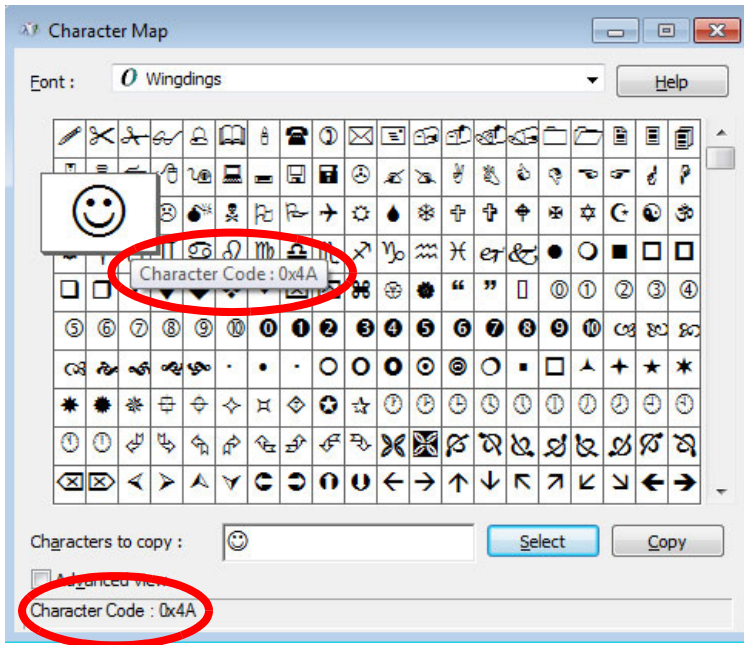 Character Map
Font : O Wingdings
Help
Character Code : 0x4A
Characters to copy : ☺
Select
Copy
Advanced view
Character Code : 0x4A